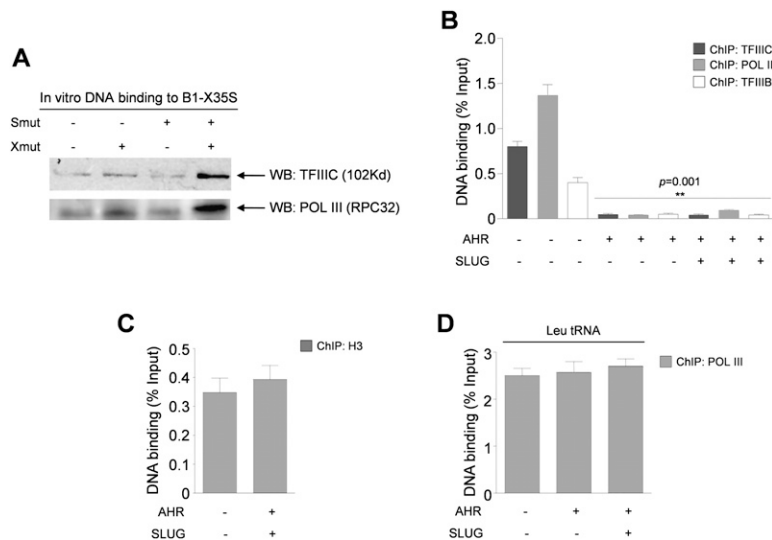 A
In vitro DNA binding to B1-X35S
Smut - - + +
Xmut - + - +
WB: TFIIIC (102Kd)
WB: POL III (RPC32)
B
DNA binding (% Input)
2.0
1.5
1.0
0.5
0
ChIP: TFIIIC
ChIP: POL III
ChIP: TFIIIB
p=0.001
**
AHR - - - + + + + + +
SLUG - - - - - - + + +
C
DNA binding (% Input)
0.5
0.4
0.3
0.2
0.1
0
ChIP: H3
AHR - +
SLUG - +
D
Leu tRNA
DNA binding (% Input)
3
2
1
0
ChIP: POL III
AHR - + +
SLUG - - +